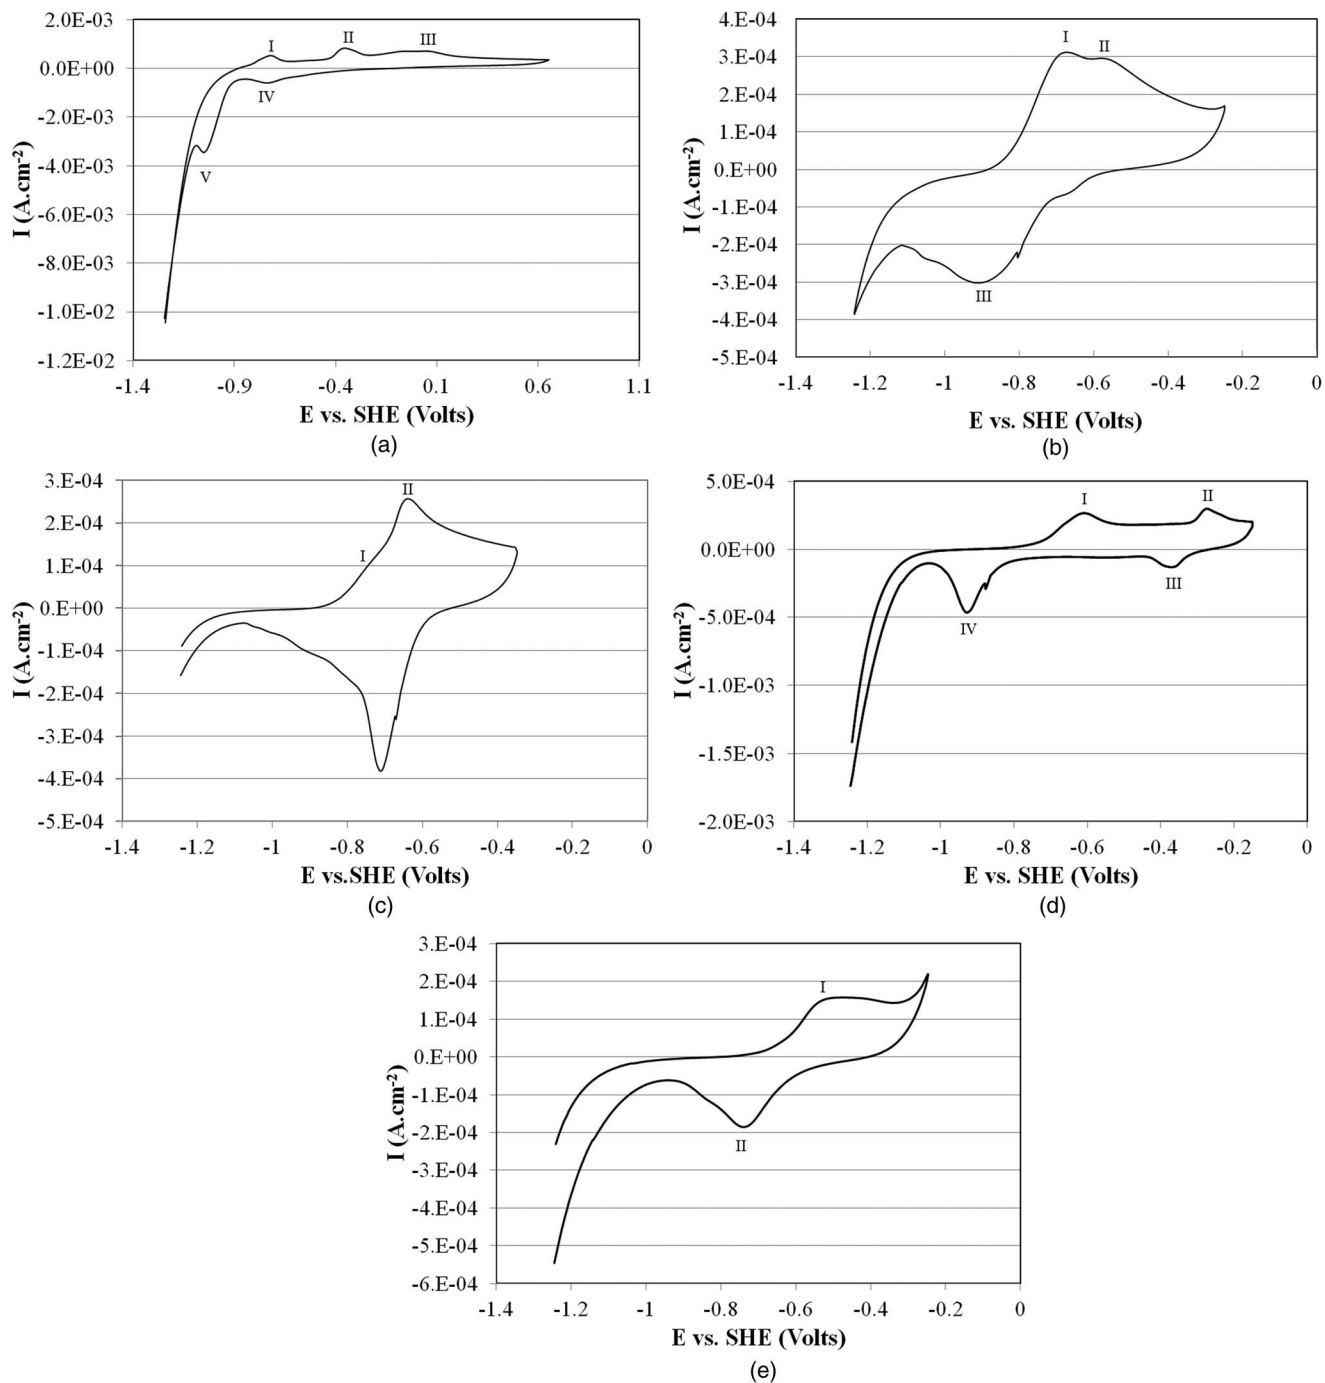 2.0E-03
0.0E+00
-2.0E-03
-4.0E-03
-6.0E-03
-8.0E-03
-1.0E-02
-1.2E-02
I (A.cm-2)
I
II
III
IV
V
-1.4 -0.9 -0.4 0.1 0.6 1.1
E vs. SHE (Volts)
(a)
4.E-04
3.E-04
2.E-04
1.E-04
0.E+00
-1.E-04
-2.E-04
-3.E-04
-4.E-04
-5.E-04
I (A.cm-2)
I
II
III
-1.4 -1.2 -1 -0.8 -0.6 -0.4 -0.2 0
E vs. SHE (Volts)
(b)
3.E-04
2.E-04
1.E-04
0.E+00
-1.E-04
-2.E-04
-3.E-04
-4.E-04
-5.E-04
I (A.cm-2)
I
II
-1.4 -1.2 -1 -0.8 -0.6 -0.4 -0.2 0
E vs.SHE (Volts)
(c)
5.0E-04
0.0E+00
-5.0E-04
-1.0E-03
-1.5E-03
-2.0E-03
I (A.cm-2)
I
II
III
IV
-1.4 -1.2 -1 -0.8 -0.6 -0.4 -0.2 0
E vs. SHE (Volts)
(d)
3.E-04
2.E-04
1.E-04
0.E+00
-1.E-04
-2.E-04
-3.E-04
-4.E-04
-5.E-04
-6.E-04
I (A.cm-2)
I
II
-1.4 -1.2 -1 -0.8 -0.6 -0.4 -0.2 0
E vs. SHE (Volts)
(e)